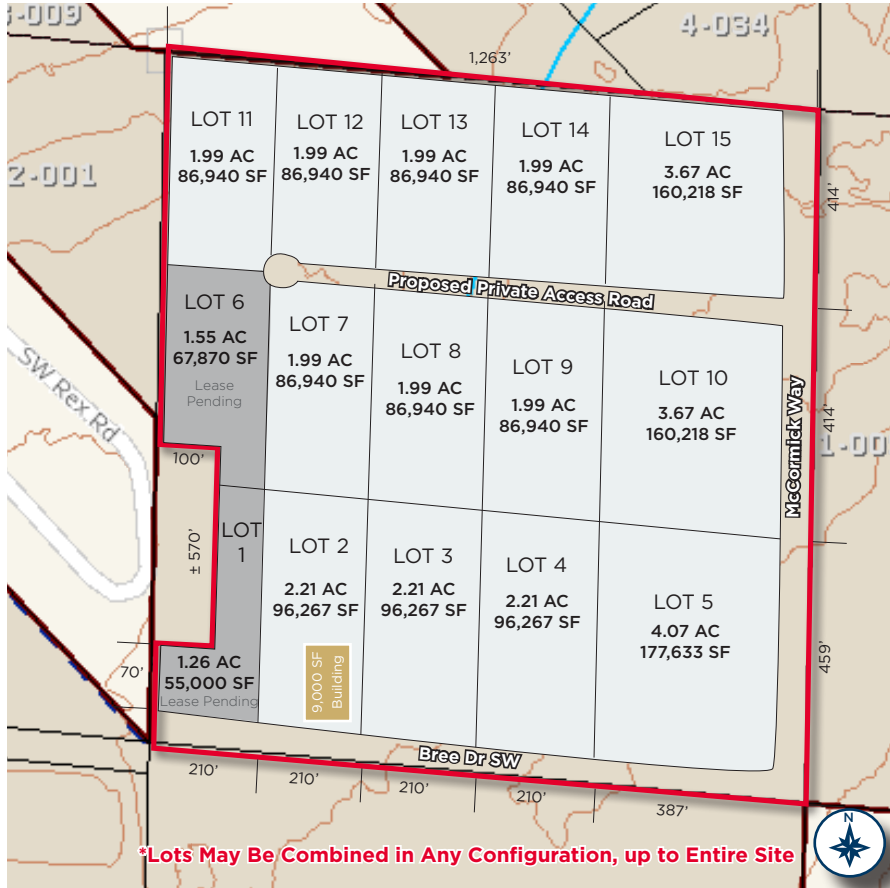 3-009
4-034
1,263'
LOT 11
1.99 AC
86,940 SF
LOT 12
1.99 AC
86,940 SF
LOT 13
1.99 AC
86,940 SF
LOT 14
1.99 AC
86,940 SF
LOT 15
3.67 AC
160,218 SF
2-001
414'
Proposed Private Access Road
LOT 6
1.55 AC
67,870 SF
Lease
Pending
LOT 7
1.99 AC
86,940 SF
LOT 8
1.99 AC
86,940 SF
LOT 9
1.99 AC
86,940 SF
LOT 10
3.67 AC
160,218 SF
SW Rex Rd
McCormick Way
414'
1-00
100'
± 570'
LOT
1
1.26 AC
55,000 SF
Lease Pending
LOT 2
2.21 AC
96,267 SF
9,000 SF
Building
LOT 3
2.21 AC
96,267 SF
LOT 4
2.21 AC
96,267 SF
LOT 5
4.07 AC
177,633 SF
459'
70'
Bree Dr SW
210'
210'
210'
210'
387'
*Lots May Be Combined in Any Configuration, up to Entire Site
N